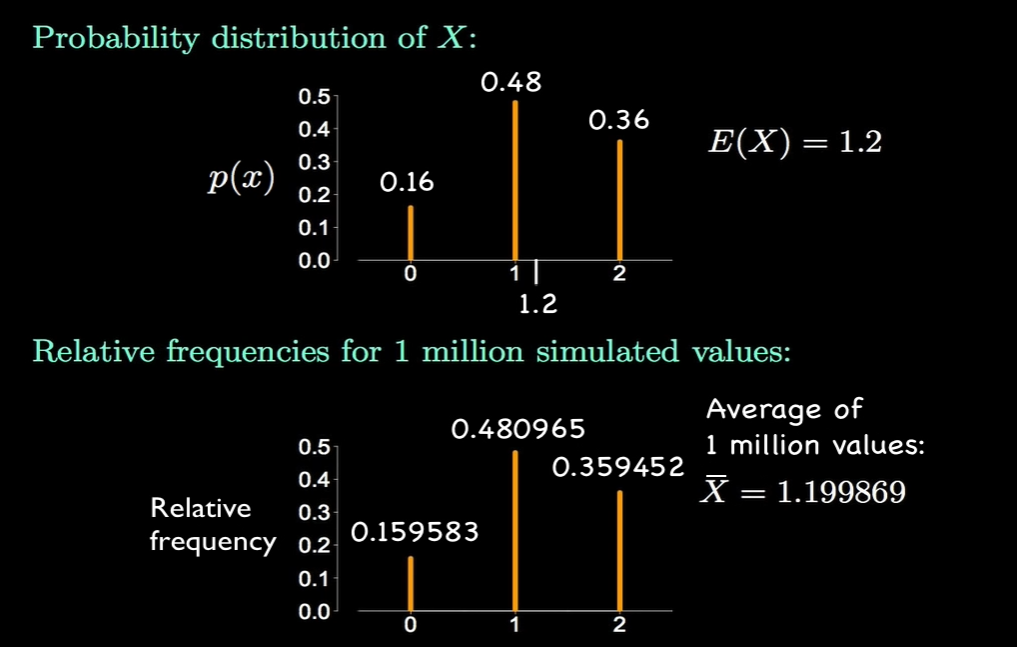 Probability distribution of X:
0.48
0.5
0.4
0.36
E(X) = 1.2
0.3
p(x)
0.16
0.2
0.1
0.0
0 1 2
1.2
Relative frequencies for 1 million simulated values:
Average of
1 million values:
X̅ = 1.199869
0.480965
0.5
0.359452
0.4
Relative
frequency
0.3
0.159583
0.2
0.1
0.0
0 1 2